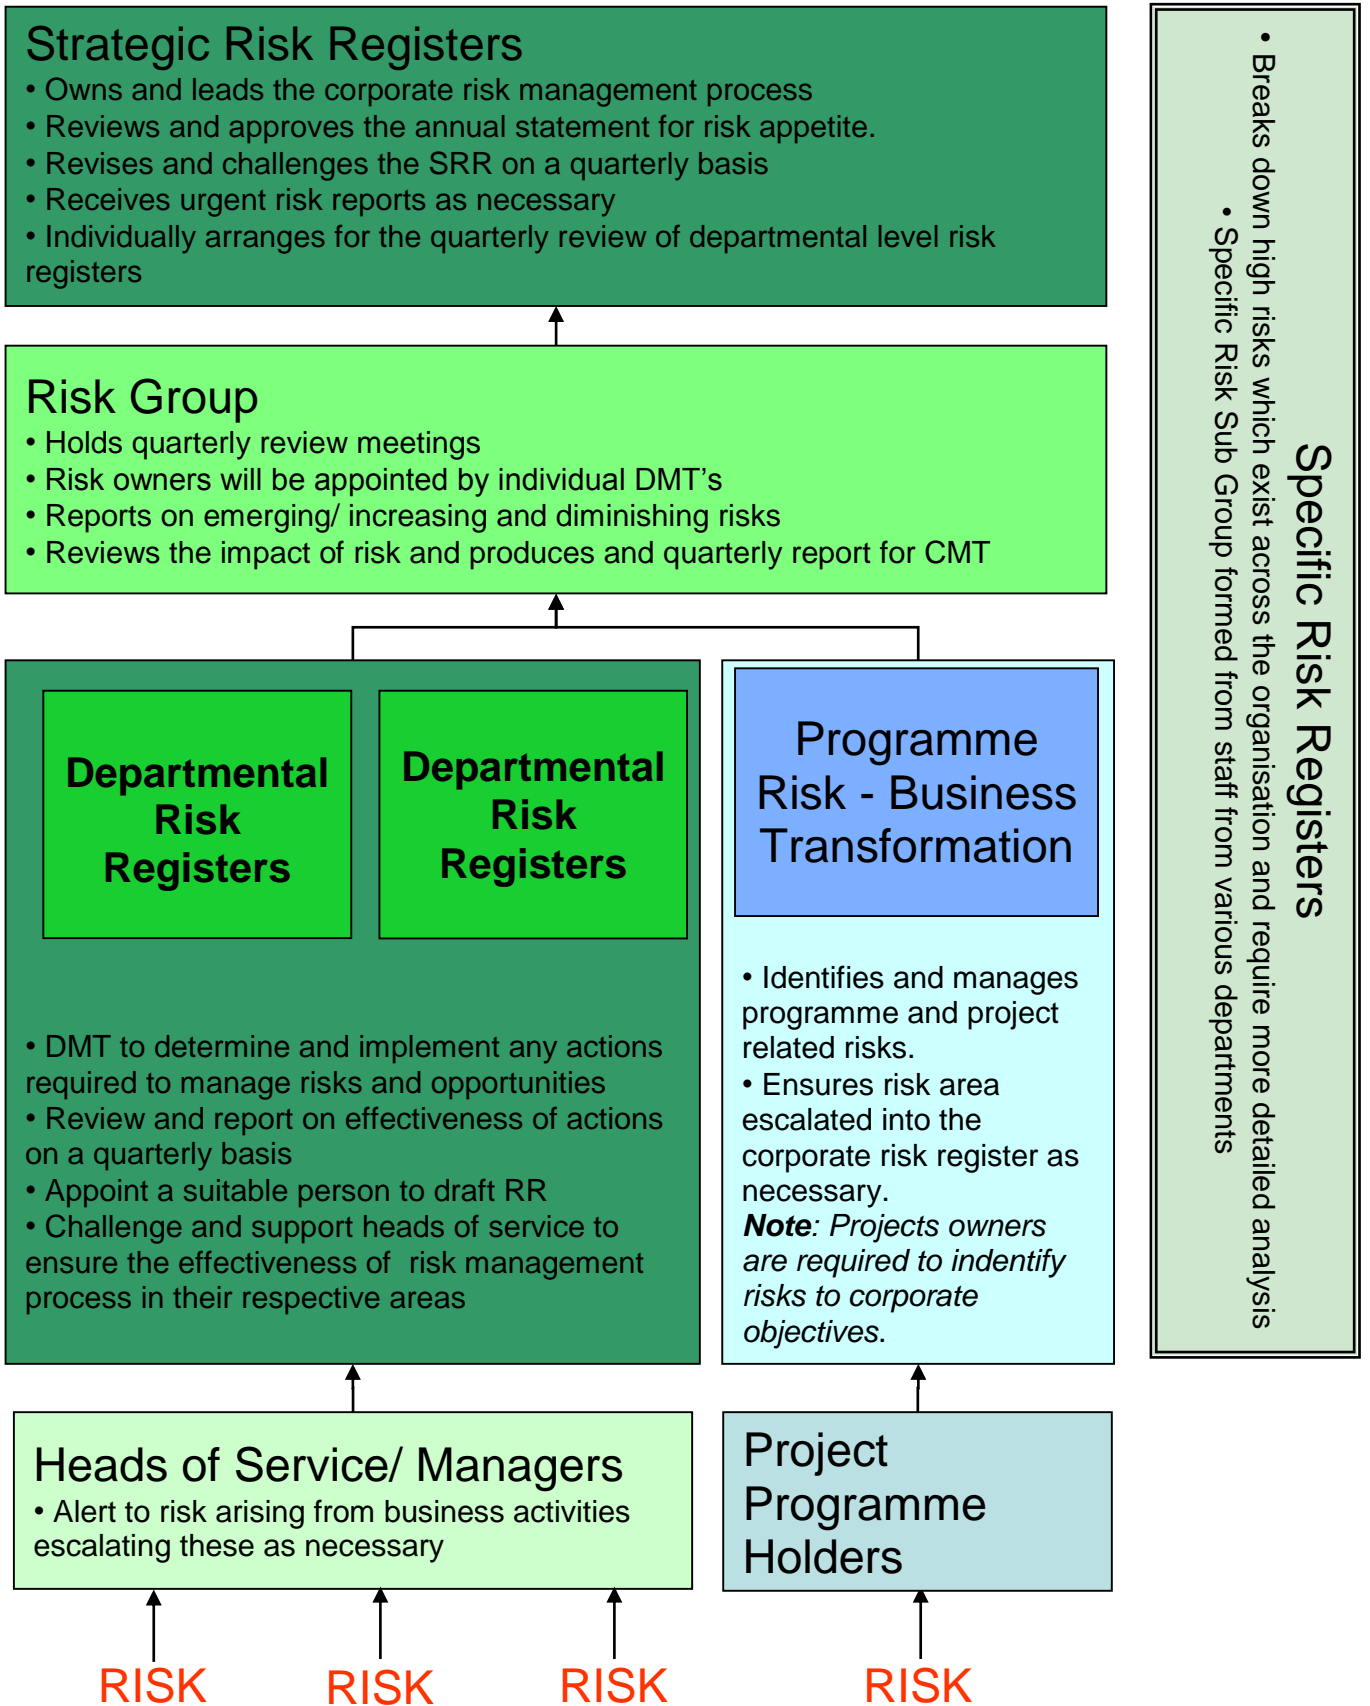 Strategic Risk Registers
• Owns and leads the corporate risk management process
• Reviews and approves the annual statement for risk appetite.
• Revises and challenges the SRR on a quarterly basis
• Receives urgent risk reports as necessary
• Individually arranges for the quarterly review of departmental level risk
registers
Risk Group
• Holds quarterly review meetings
• Risk owners will be appointed by individual DMT's
• Reports on emerging/ increasing and diminishing risks
• Reviews the impact of risk and produces and quarterly report for CMT
Departmental
Risk
Registers
Departmental
Risk
Registers
• DMT to determine and implement any actions
required to manage risks and opportunities
• Review and report on effectiveness of actions
on a quarterly basis
• Appoint a suitable person to draft RR
• Challenge and support heads of service to
ensure the effectiveness of risk management
process in their respective areas
Programme
Risk - Business
Transformation
• Identifies and manages
programme and project
related risks.
• Ensures risk area
escalated into the
corporate risk register as
necessary.
Note: Projects owners
are required to indentify
risks to corporate
objectives.
Heads of Service/ Managers
• Alert to risk arising from business activities
escalating these as necessary
Project
Programme
Holders
RISK
RISK
RISK
RISK
Specific Risk Registers
• Breaks down high risks which exist across the organisation and require more detailed analysis
• Specific Risk Sub Group formed from staff from various departments